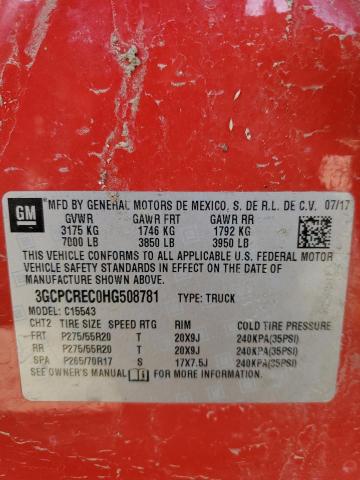 GM MFD BY GENERAL MOTORS DE MEXICO, S. DE R.L. DE C.V. 07/17
GVWR GAWR FRT GAWR RR
3175 KG 1746 KG 1792 KG
7000 LB 3850 LB 3950 LB
THIS VEHICLE CONFORMS TO ALL APPLICABLE U.S. FEDERAL MOTOR
VEHICLE SAFETY STANDARDS IN EFFECT ON THE DATE OF
MANUFACTURE SHOWN ABOVE.
3GCPCREC0HG508781 TYPE: TRUCK
MODEL: C15543
CHT2 TIRE SIZE SPEED RTG RIM COLD TIRE PRESSURE
FRT P275/55R20 T 20X9J 240KPA(35PSI)
RR P275/55R20 T 20X9J 240KPA(35PSI)
SPA P265/70R17 S 17X7.5J 240KPA(35PSI)
SEE OWNER'S MANUAL FOR MORE INFORMATION